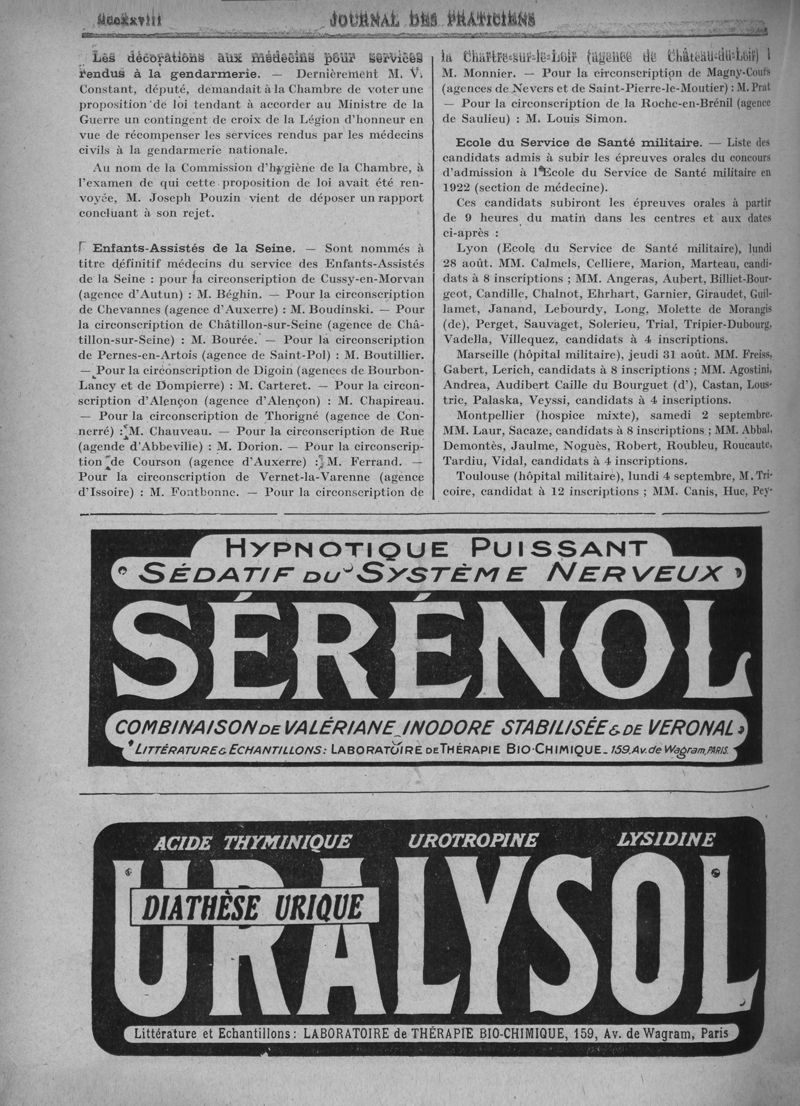 MccxxvIII
JOURNAL DES PRATICIENS
Les décorations aux médecins pour services
rendus à la gendarmerie. — Dernièrement M. V.
Constant, député, demandait à la Chambre de voter une
proposition de loi tendant à accorder au Ministre de la
Guerre un contingent de croix de la Légion d'honneur en
vue de récompenser les services rendus par les médecins
civils à la gendarmerie nationale.
Au nom de la Commission d'hygiène de la Chambre, à
l'examen de qui cette proposition de loi avait été ren-
voyée, M. Joseph Pouzin vient de déposer un rapport
concluant à son rejet.
Enfants-Assistés de la Seine. — Sont nommés à
titre définitif médecins du service des Enfants-Assistés
de la Seine : pour la circonscription de Cussy-en-Morvan
(agence d'Autun) : M. Béghin. — Pour la circonscription
de Chevannes (agence d'Auxerre) : M. Boudinski. — Pour
la circonscription de Châtillon-sur-Seine (agence de Châ-
tillon-sur-Seine) : M. Bourée. — Pour la circonscription
de Pernes-en-Artois (agence de Saint-Pol) : M. Boutillier.
— Pour la circonscription de Digoin (agences de Bourbon-
Lancy et de Dompierre) : M. Carteret. — Pour la circon-
scription d'Alençon (agence d'Alençon) : M. Chapireau.
— Pour la circonscription de Thorigné (agence de Con-
nerré) : M. Chauveau. — Pour la circonscription de Rue
(agende d'Abbeville) : M. Dorion. — Pour la circonscrip-
tion de Courson (agence d'Auxerre) : M. Ferrand. —
Pour la circonscription de Vernet-la-Varenne (agence
d'Issoire) : M. Fontbonne. — Pour la circonscription de
la Chartre-sur-le-Loir (agence de Château-du-Loir) :
M. Monnier. — Pour la circonscription de Magny-Cours
(agences de Nevers et de Saint-Pierre-le-Moutier) : M. Prat
— Pour la circonscription de la Roche-en-Brénil (agence
de Saulieu) : M. Louis Simon.
Ecole du Service de Santé militaire. — Liste des
candidats admis à subir les épreuves orales du concours
d'admission à l'Ecole du Service de Santé militaire en
1922 (section de médecine).
Ces candidats subiront les épreuves orales à partir
de 9 heures du matin dans les centres et aux dates
ci-après :
Lyon (Ecole du Service de Santé militaire), lundi
28 août. MM. Calmels, Celliere, Marion, Marteau, candi-
dats à 8 inscriptions ; MM. Angeras, Aubert, Billiet-Bour-
geot, Candille, Chalnot, Ehrhart, Garnier, Giraudet, Guil-
lamet, Janand, Lebourdy, Long, Molette de Morangis
(de), Perget, Sauvaget, Solerieu, Trial, Tripier-Dubourg,
Vadella, Villequez, candidats à 4 inscriptions.
Marseille (hôpital militaire), jeudi 31 août. MM. Freiss,
Gabert, Lerich, candidats à 8 inscriptions ; MM. Agostini,
Andrea, Audibert Caille du Bourguet (d'), Castan, Lous-
tric, Palaska, Veyssi, candidats à 4 inscriptions.
Montpellier (hospice mixte), samedi 2 septembre.
MM. Laur, Sacaze, candidats à 8 inscriptions ; MM. Abbal,
Demontès, Jaulme, Noguès, Robert, Roubleu, Roucaute,
Tardiu, Vidal, candidats à 4 inscriptions.
Toulouse (hôpital militaire), lundi 4 septembre, M. Tri-
coire, candidat à 12 inscriptions ; MM. Canis, Hue, Pey-
HYPNOTIQUE PUISSANT
SÉDATIF DU SYSTÈME NERVEUX
SÉRÉNOL
COMBINAISON DE VALÉRIANE INODORE STABILISÉE & DE VERONAL
LITTÉRATURE & ECHANTILLONS: LABORATOIRE DE THÉRAPIE BIO-CHIMIQUE_159,Av. de Wagram, PARIS.
ACIDE THYMINIQUE UROTROPINE LYSIDINE
URALYSOL
DIATHÈSE URIQUE
Littérature et Echantillons: LABORATOIRE de THÉRAPIE BIO-CHIMIQUE, 159, Av. de Wagram, Paris